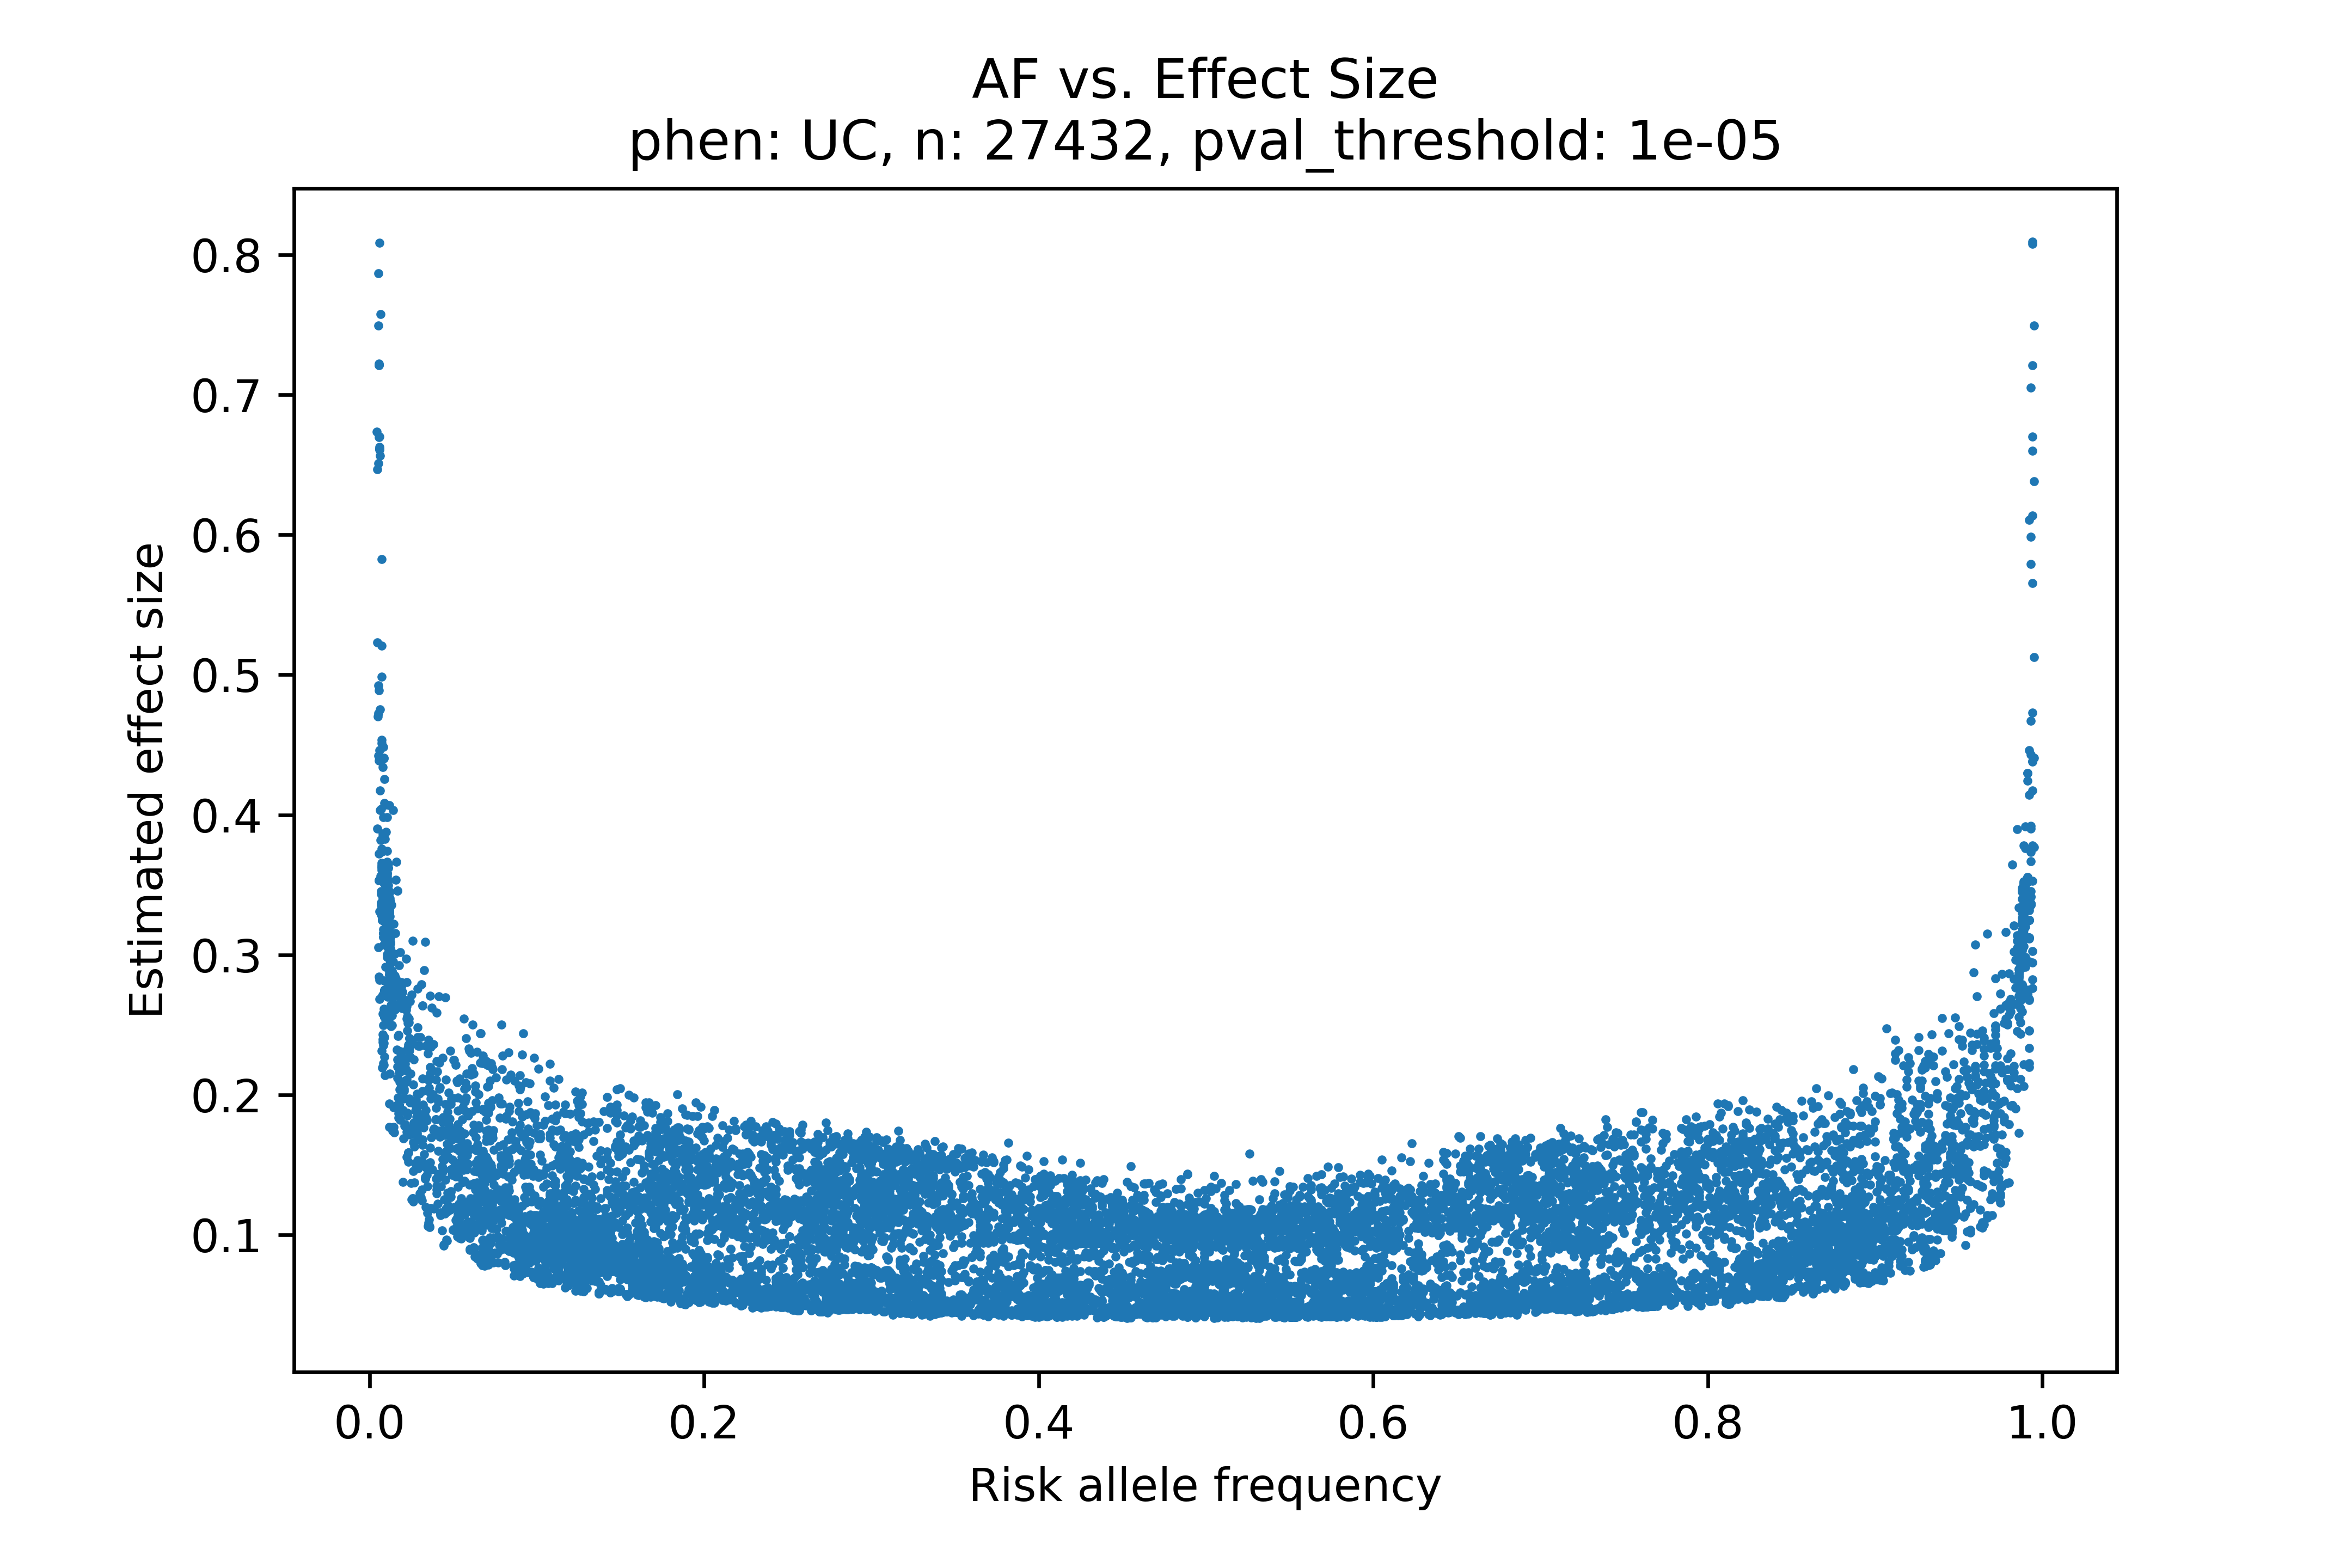 AF vs. Effect Size
phen: UC, n: 27432, pval_threshold: 1e-05
0.8
0.7
0.6
0.5
0.4
0.3
0.2
0.1
Estimated effect size
0.0 0.2 0.4 0.6 0.8 1.0
Risk allele frequency